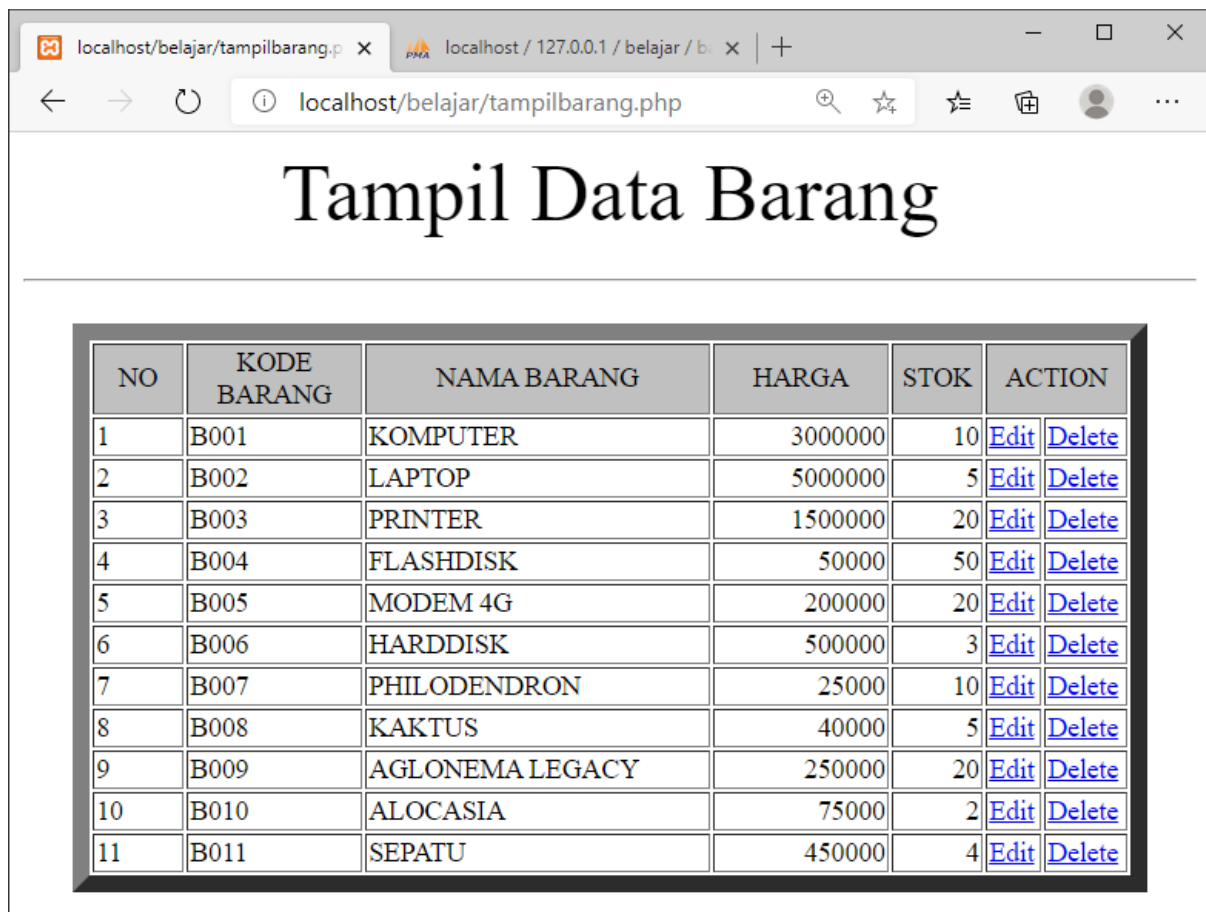 localhost/belajar/tampilbarang.p
PMA localhost / 127.0.0.1 / belajar / b
localhost/belajar/tampilbarang.php
Tampil Data Barang
NO KODE BARANG NAMA BARANG HARGA STOK ACTION
1 B001 KOMPUTER 3000000 10 Edit Delete
2 B002 LAPTOP 5000000 5 Edit Delete
3 B003 PRINTER 1500000 20 Edit Delete
4 B004 FLASHDISK 50000 50 Edit Delete
5 B005 MODEM 4G 200000 20 Edit Delete
6 B006 HARDDISK 500000 3 Edit Delete
7 B007 PHILODENDRON 25000 10 Edit Delete
8 B008 KAKTUS 40000 5 Edit Delete
9 B009 AGLONEMA LEGACY 250000 20 Edit Delete
10 B010 ALOCASIA 75000 2 Edit Delete
11 B011 SEPATU 450000 4 Edit Delete